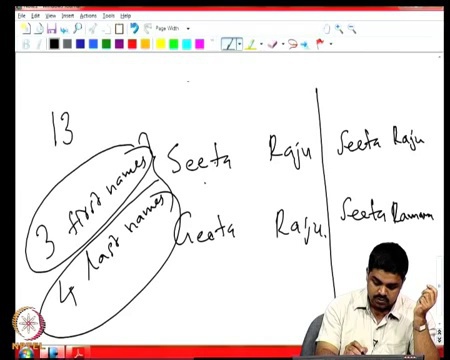 File Edit View Insert Actions Tools Help
Page Width
13
3 first names
4 last names
Seeta Raju
Geeta Raju.
Seeta Raju
Seeta Ramana